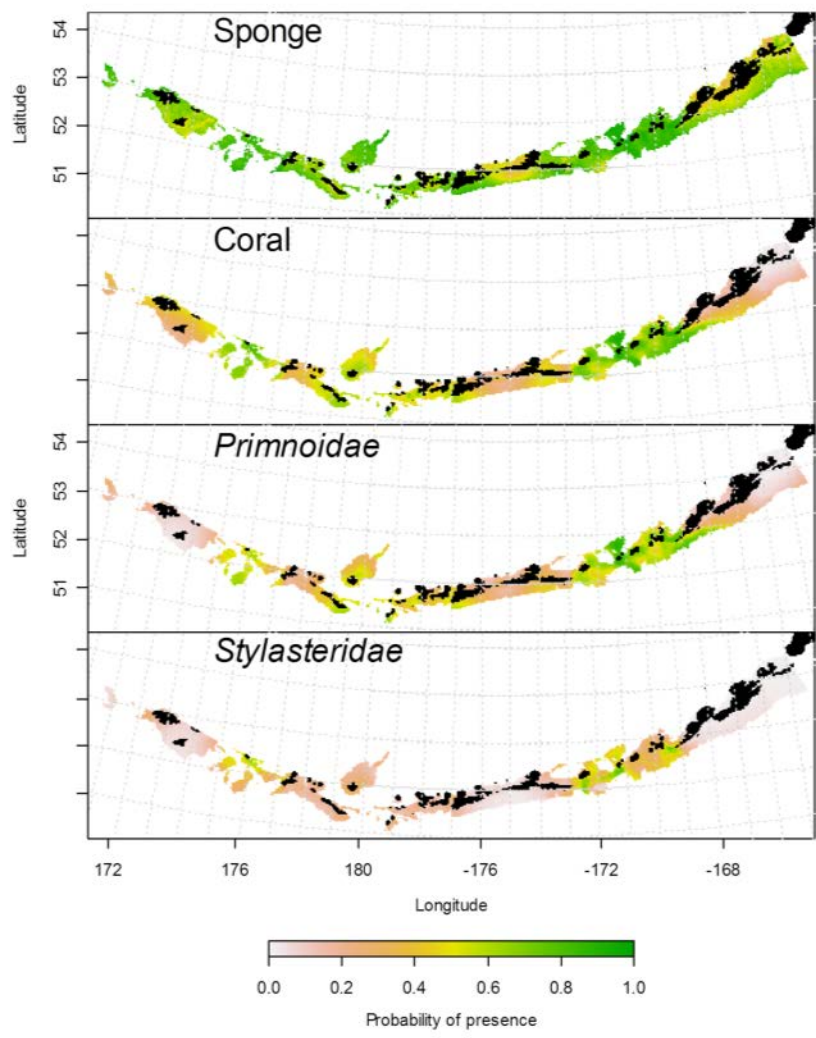 Sponge
54
53
52
51
Latitude
Coral
Primnoidae
54
53
52
51
Latitude
Stylasteridae
172 176 180 -176 -172 -168
Longitude
0.0 0.2 0.4 0.6 0.8 1.0
Probability of presence